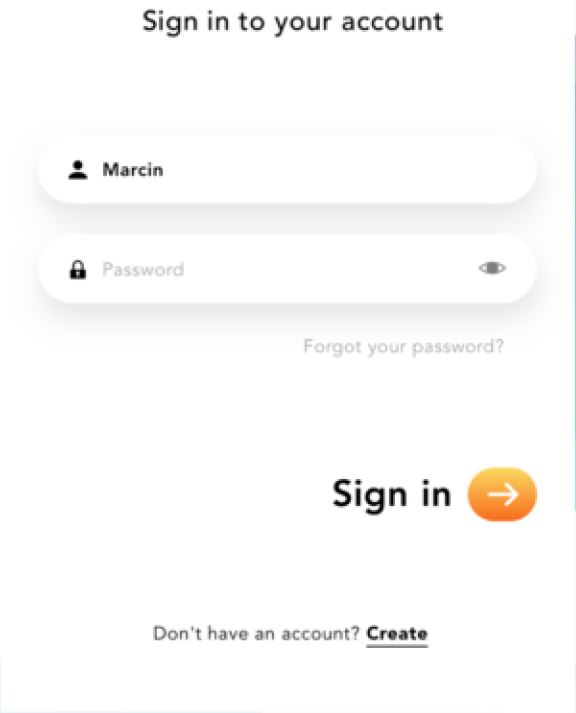 Sign in to your account
Marcin
Password
Forgot your password?
Sign in
Don't have an account? Create